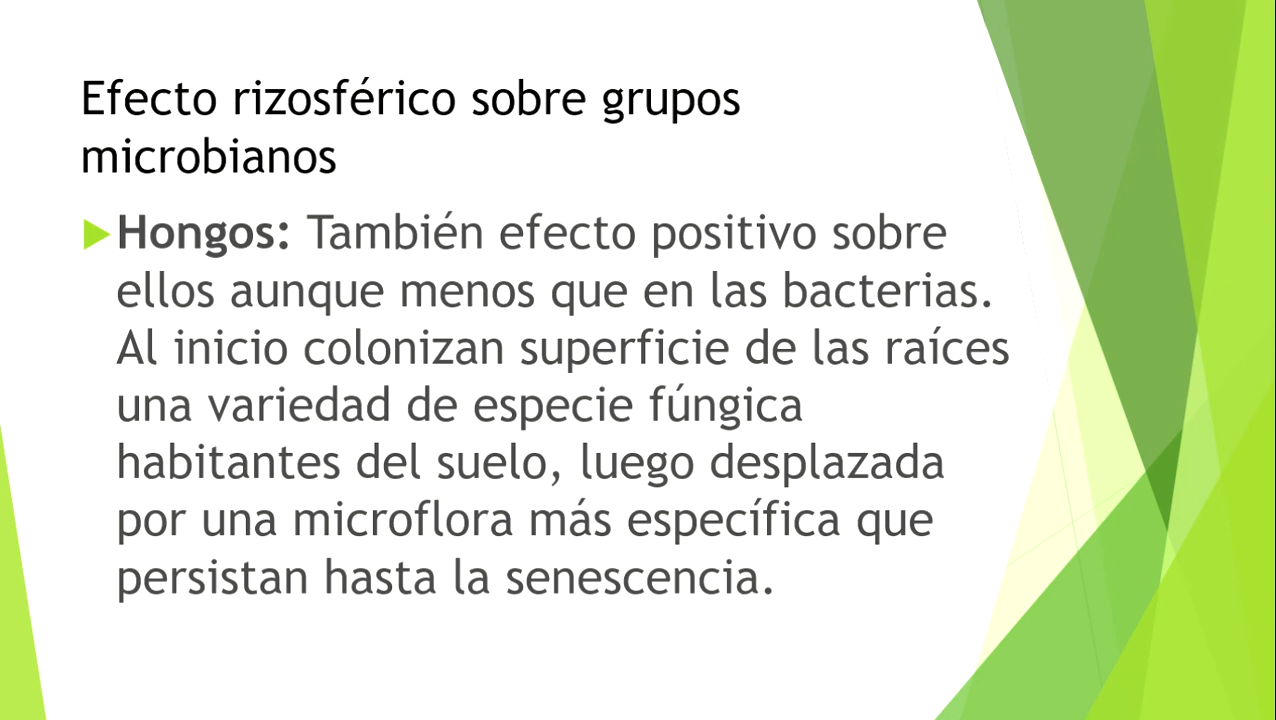 Efecto rizosférico sobre grupos
microbianos
Hongos: También efecto positivo sobre
ellos aunque menos que en las bacterias.
Al inicio colonizan superficie de las raíces
una variedad de especie fúngica
habitantes del suelo, luego desplazada
por una microflora más específica que
persistan hasta la senescencia.